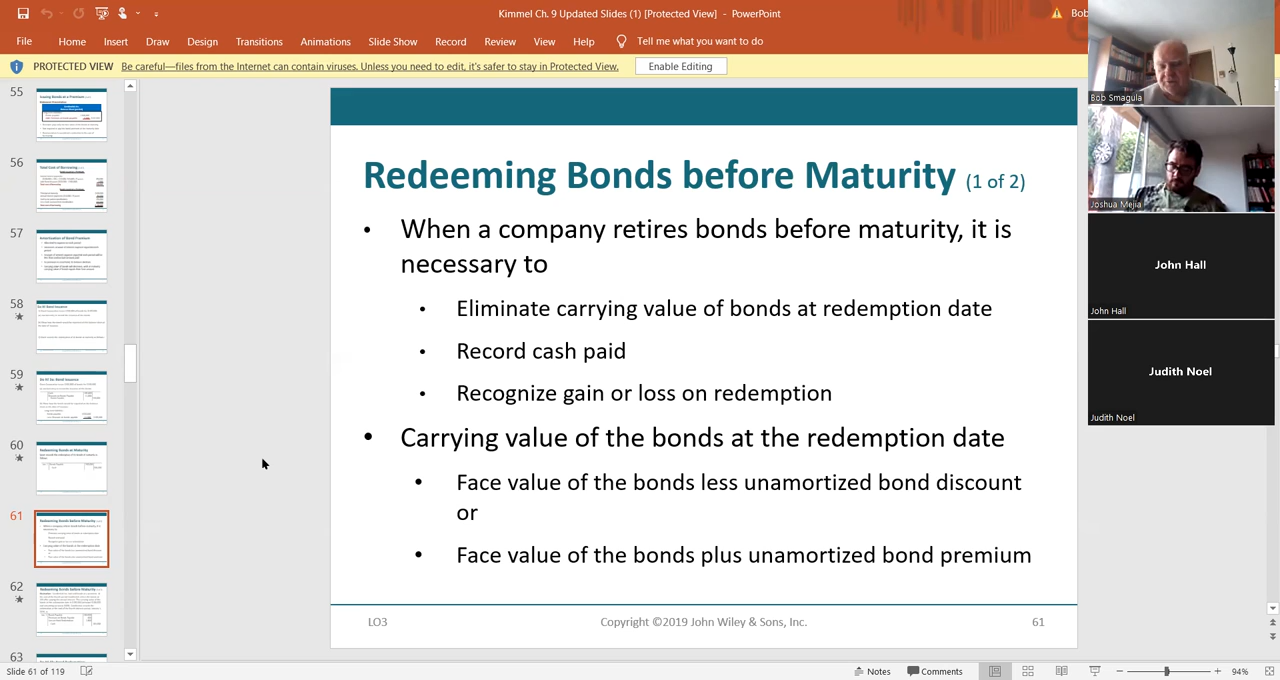 Kimmel Ch. 9 Updated Slides (1) [Protected View] - PowerPoint
Bob
File Home Insert Draw Design Transitions Animations Slide Show Record Review View Help Tell me what you want to do
PROTECTED VIEW Be careful—files from the Internet can contain viruses. Unless you need to edit, it's safer to stay in Protected View. Enable Editing
55
56
57
58
59
60
61
62
63
Redeeming Bonds before Maturity (1 of 2)
• When a company retires bonds before maturity, it is
necessary to
• Eliminate carrying value of bonds at redemption date
• Record cash paid
• Recognize gain or loss on redemption
• Carrying value of the bonds at the redemption date
• Face value of the bonds less unamortized bond discount
or
• Face value of the bonds plus unamortized bond premium
LO3 Copyright ©2019 John Wiley & Sons, Inc. 61
Bob Smagula
Joshua Mejia
John Hall
John Hall
Judith Noel
Judith Noel
Slide 61 of 119 Notes Comments 94%